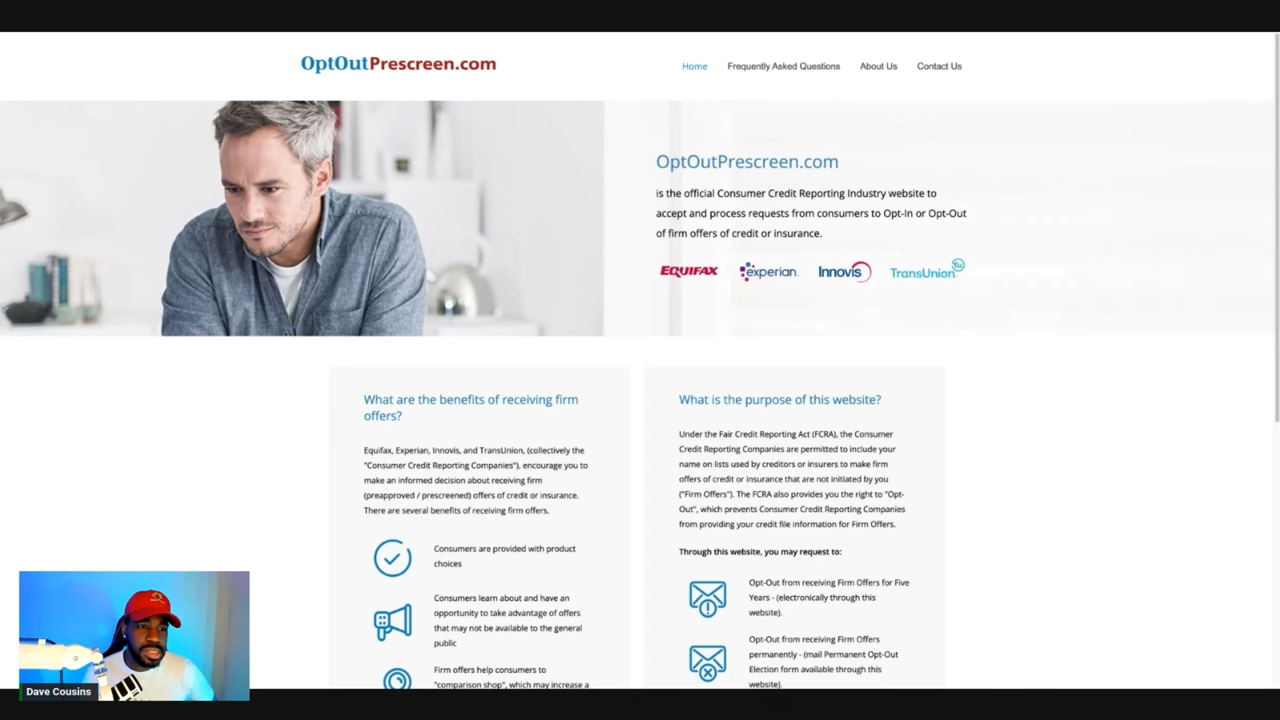 OptOutPrescreen.com
Home
Frequently Asked Questions
About Us
Contact Us
OptOutPrescreen.com
is the official Consumer Credit Reporting Industry website to
accept and process requests from consumers to Opt-In or Opt-Out
of firm offers of credit or insurance.
EQUIFAX
experian.
Innovis
TransUnion
tu
What are the benefits of receiving firm
offers?
Equifax, Experian, Innovis, and TransUnion, (collectively the
"Consumer Credit Reporting Companies"), encourage you to
make an informed decision about receiving firm
(preapproved / prescreened) offers of credit or insurance.
There are several benefits of receiving firm offers.
Consumers are provided with product
choices
Consumers learn about and have an
opportunity to take advantage of offers
that may not be available to the general
public
Firm offers help consumers to
"comparison shop", which may increase a
What is the purpose of this website?
Under the Fair Credit Reporting Act (FCRA), the Consumer
Credit Reporting Companies are permitted to include your
name on lists used by creditors or insurers to make firm
offers of credit or insurance that are not initiated by you
("Firm Offers"). The FCRA also provides you the right to "Opt-
Out", which prevents Consumer Credit Reporting Companies
from providing your credit file information for Firm Offers.
Through this website, you may request to:
Opt-Out from receiving Firm Offers for Five
Years - (electronically through this
website).
Opt-Out from receiving Firm Offers
permanently - (mail Permanent Opt-Out
Election form available through this
website).
Dave Cousins